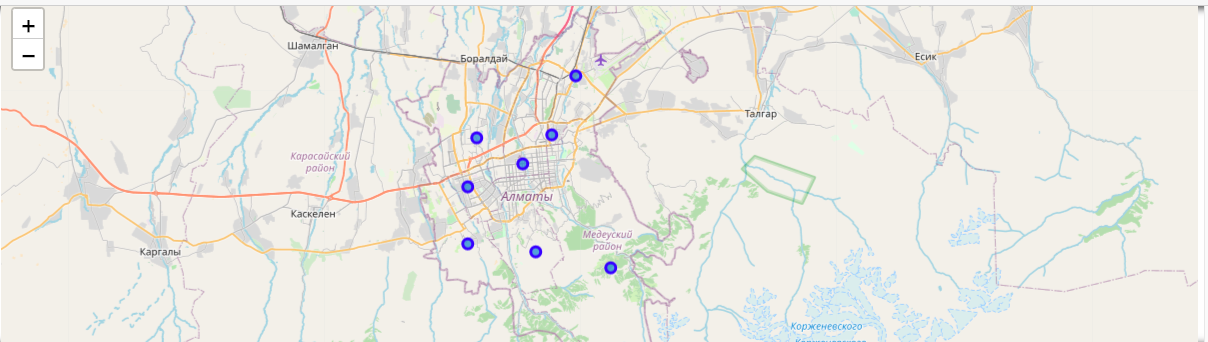 +
−
Шамалган
Боралдай
Есик
Талгар
Карасайский
район
Алматы
Каскелен
Медеуский
район
Каргалы
Корженевского